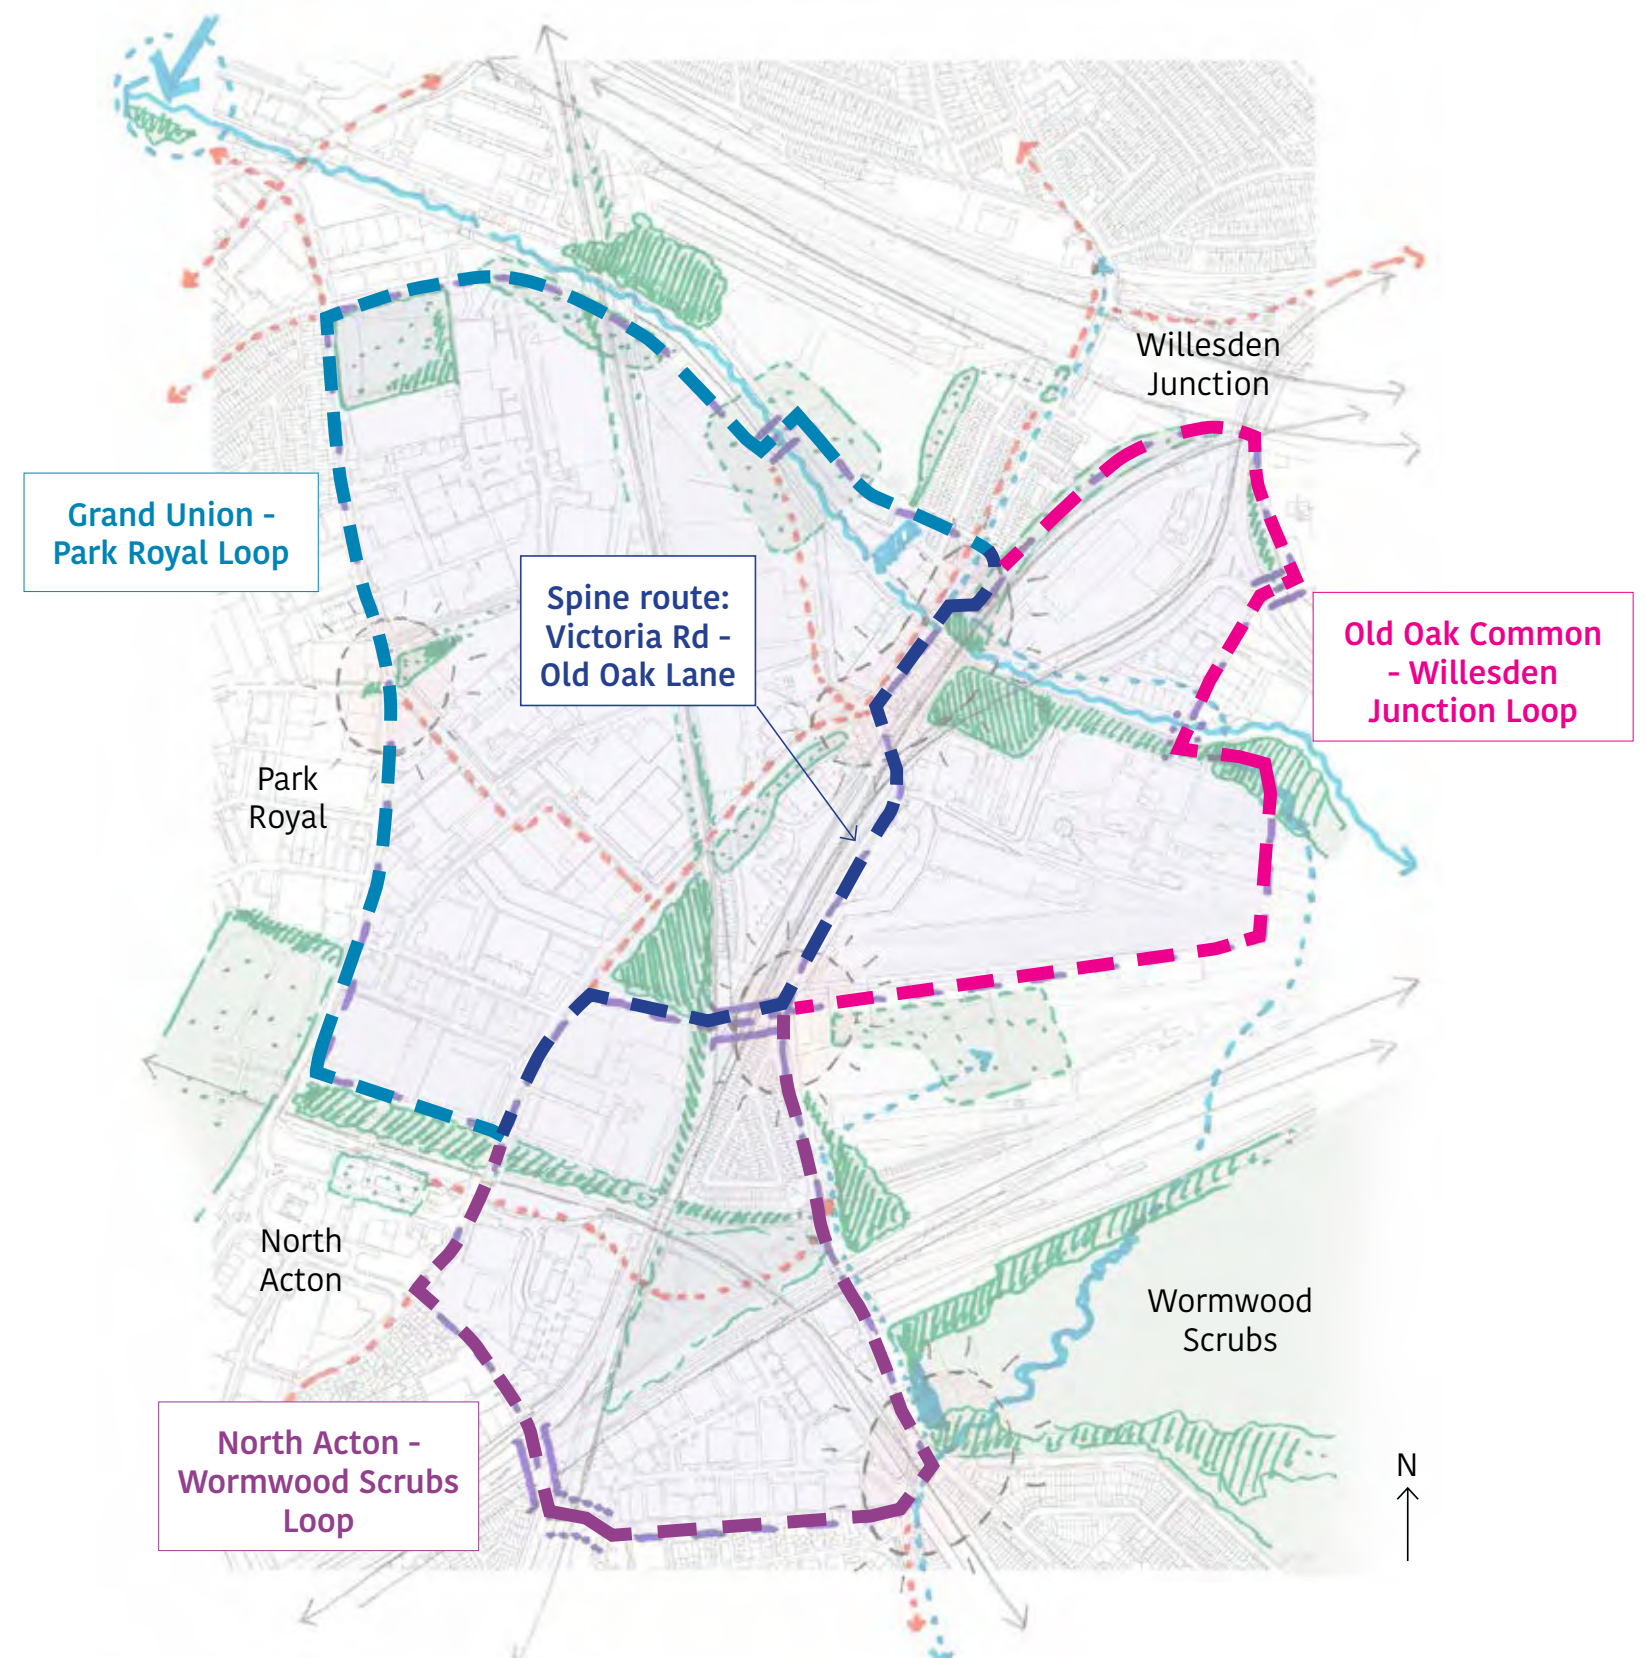 Willesden
Junction
Grand Union -
Park Royal Loop
Spine route:
Victoria Rd -
Old Oak Lane
Old Oak Common
- Willesden
Junction Loop
Park
Royal
North
Acton
Wormwood
Scrubs
North Acton -
Wormwood Scrubs
Loop
N